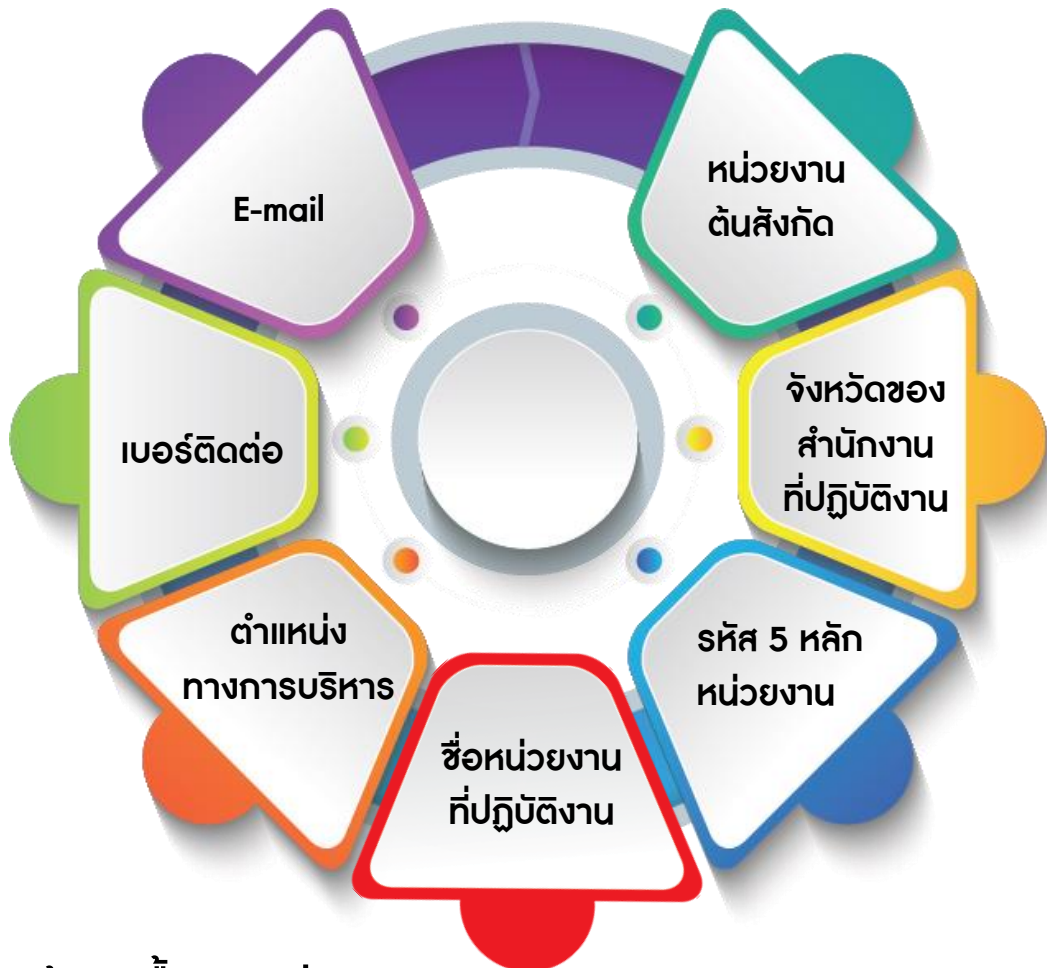 หน่วยงาน
ต้นสังกัด
จังหวัดของ
สำนักงาน
ที่ปฏิบัติงาน
รหัส 5 หลัก
หน่วยงาน
ชื่อหน่วยงาน
ที่ปฏิบัติงาน
ตำแหน่ง
ทางการบริหาร
เบอร์ติดต่อ
E-mail